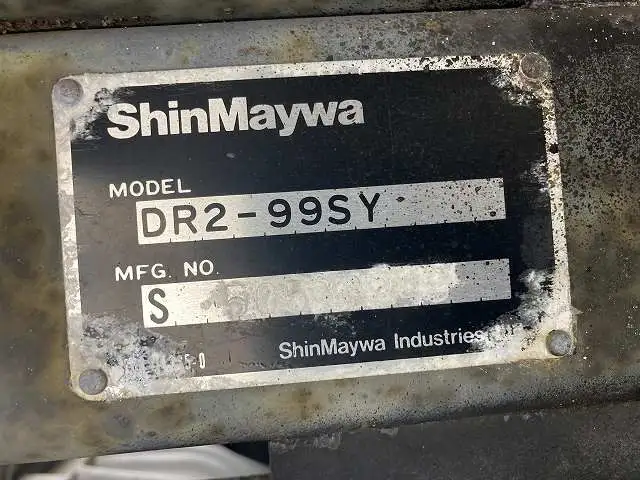 ShinMaywa
MODEL
DR2-99SY
MFG. NO.
S
ShinMaywa Industries